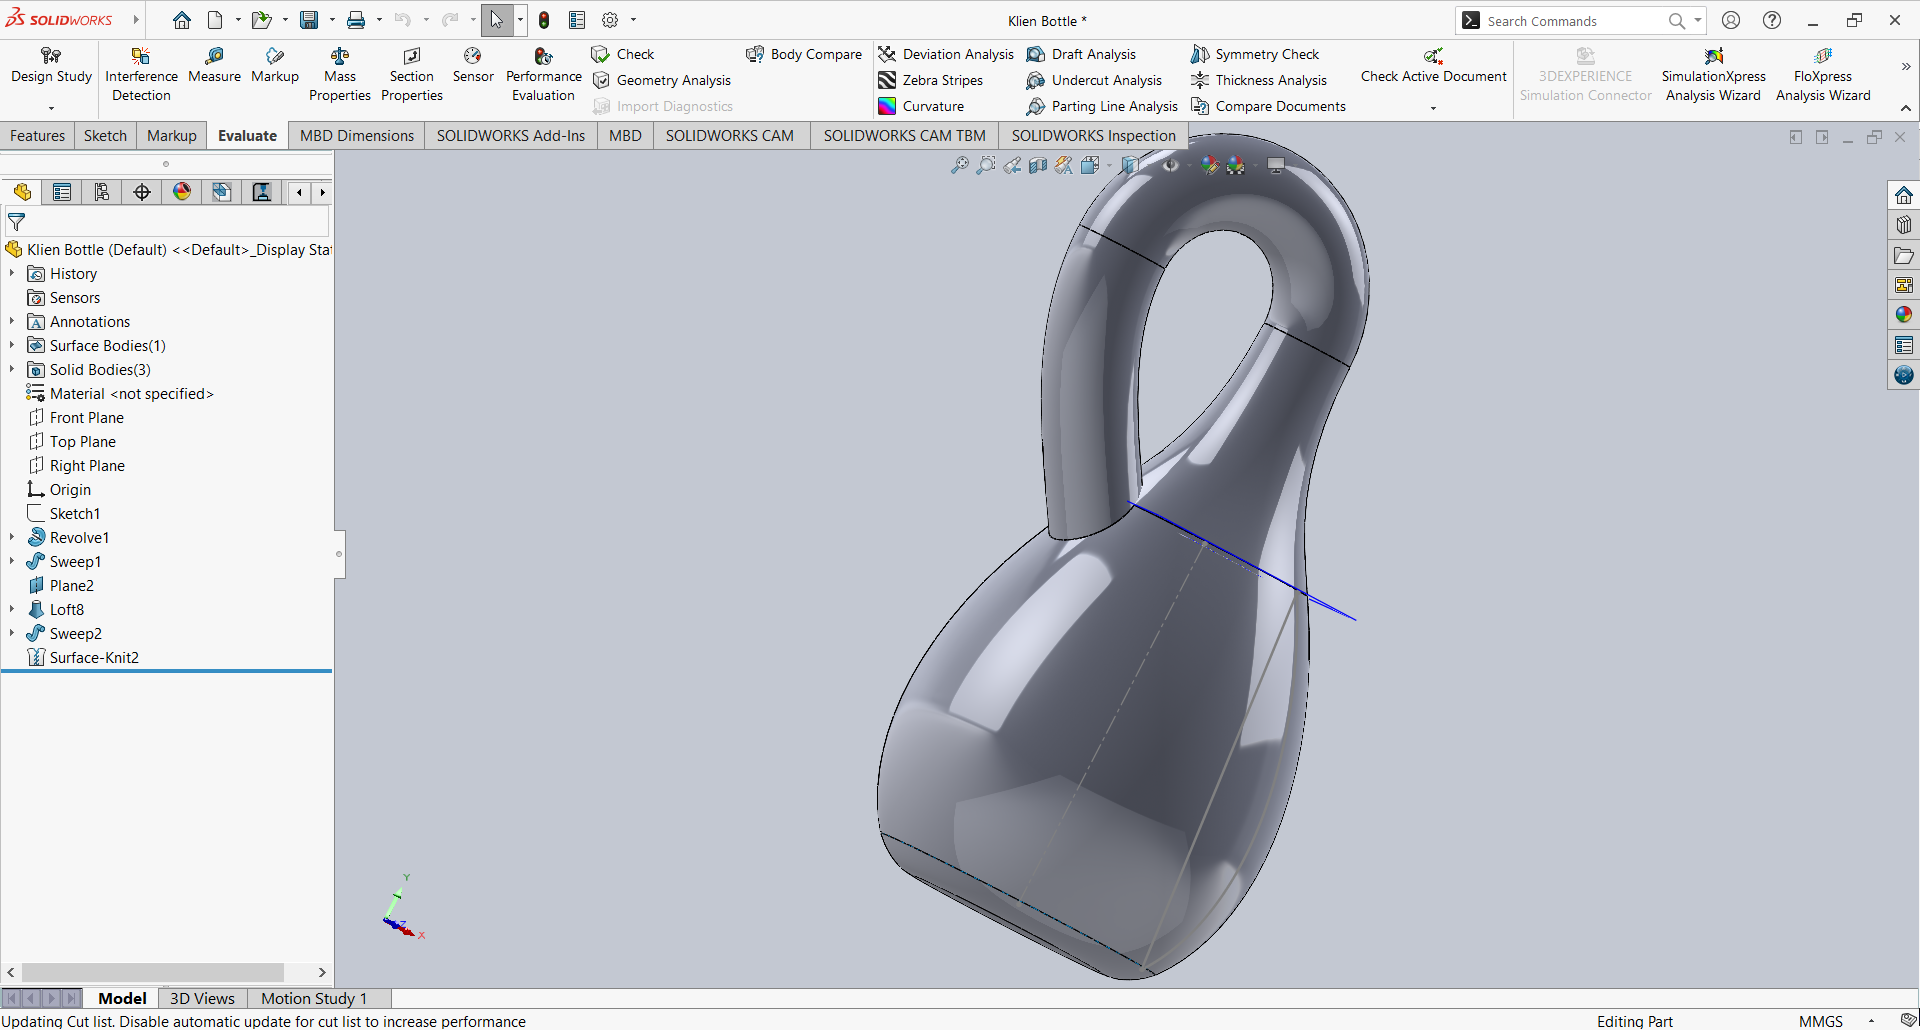 SOLIDWORKS
Klien Bottle *
Search Commands
Design Study
Interference Detection
Measure
Markup
Mass Properties
Section Properties
Sensor
Performance Evaluation
Check
Geometry Analysis
Import Diagnostics
Body Compare
Deviation Analysis
Zebra Stripes
Curvature
Draft Analysis
Undercut Analysis
Parting Line Analysis
Symmetry Check
Thickness Analysis
Compare Documents
Check Active Document
3DEXPERIENCE Simulation Connector
SimulationXpress Analysis Wizard
FloXpress Analysis Wizard
Features
Sketch
Markup
Evaluate
MBD Dimensions
SOLIDWORKS Add-Ins
MBD
SOLIDWORKS CAM
SOLIDWORKS CAM TBM
SOLIDWORKS Inspection
Klien Bottle (Default) <<Default>_Display Sta
History
Sensors
Annotations
Surface Bodies(1)
Solid Bodies(3)
Material <not specified>
Front Plane
Top Plane
Right Plane
Origin
Sketch1
Revolve1
Sweep1
Plane2
Loft8
Sweep2
Surface-Knit2
Y
Z
X
Model
3D Views
Motion Study 1
Updating Cut list. Disable automatic update for cut list to increase performance
Editing Part
MMGS